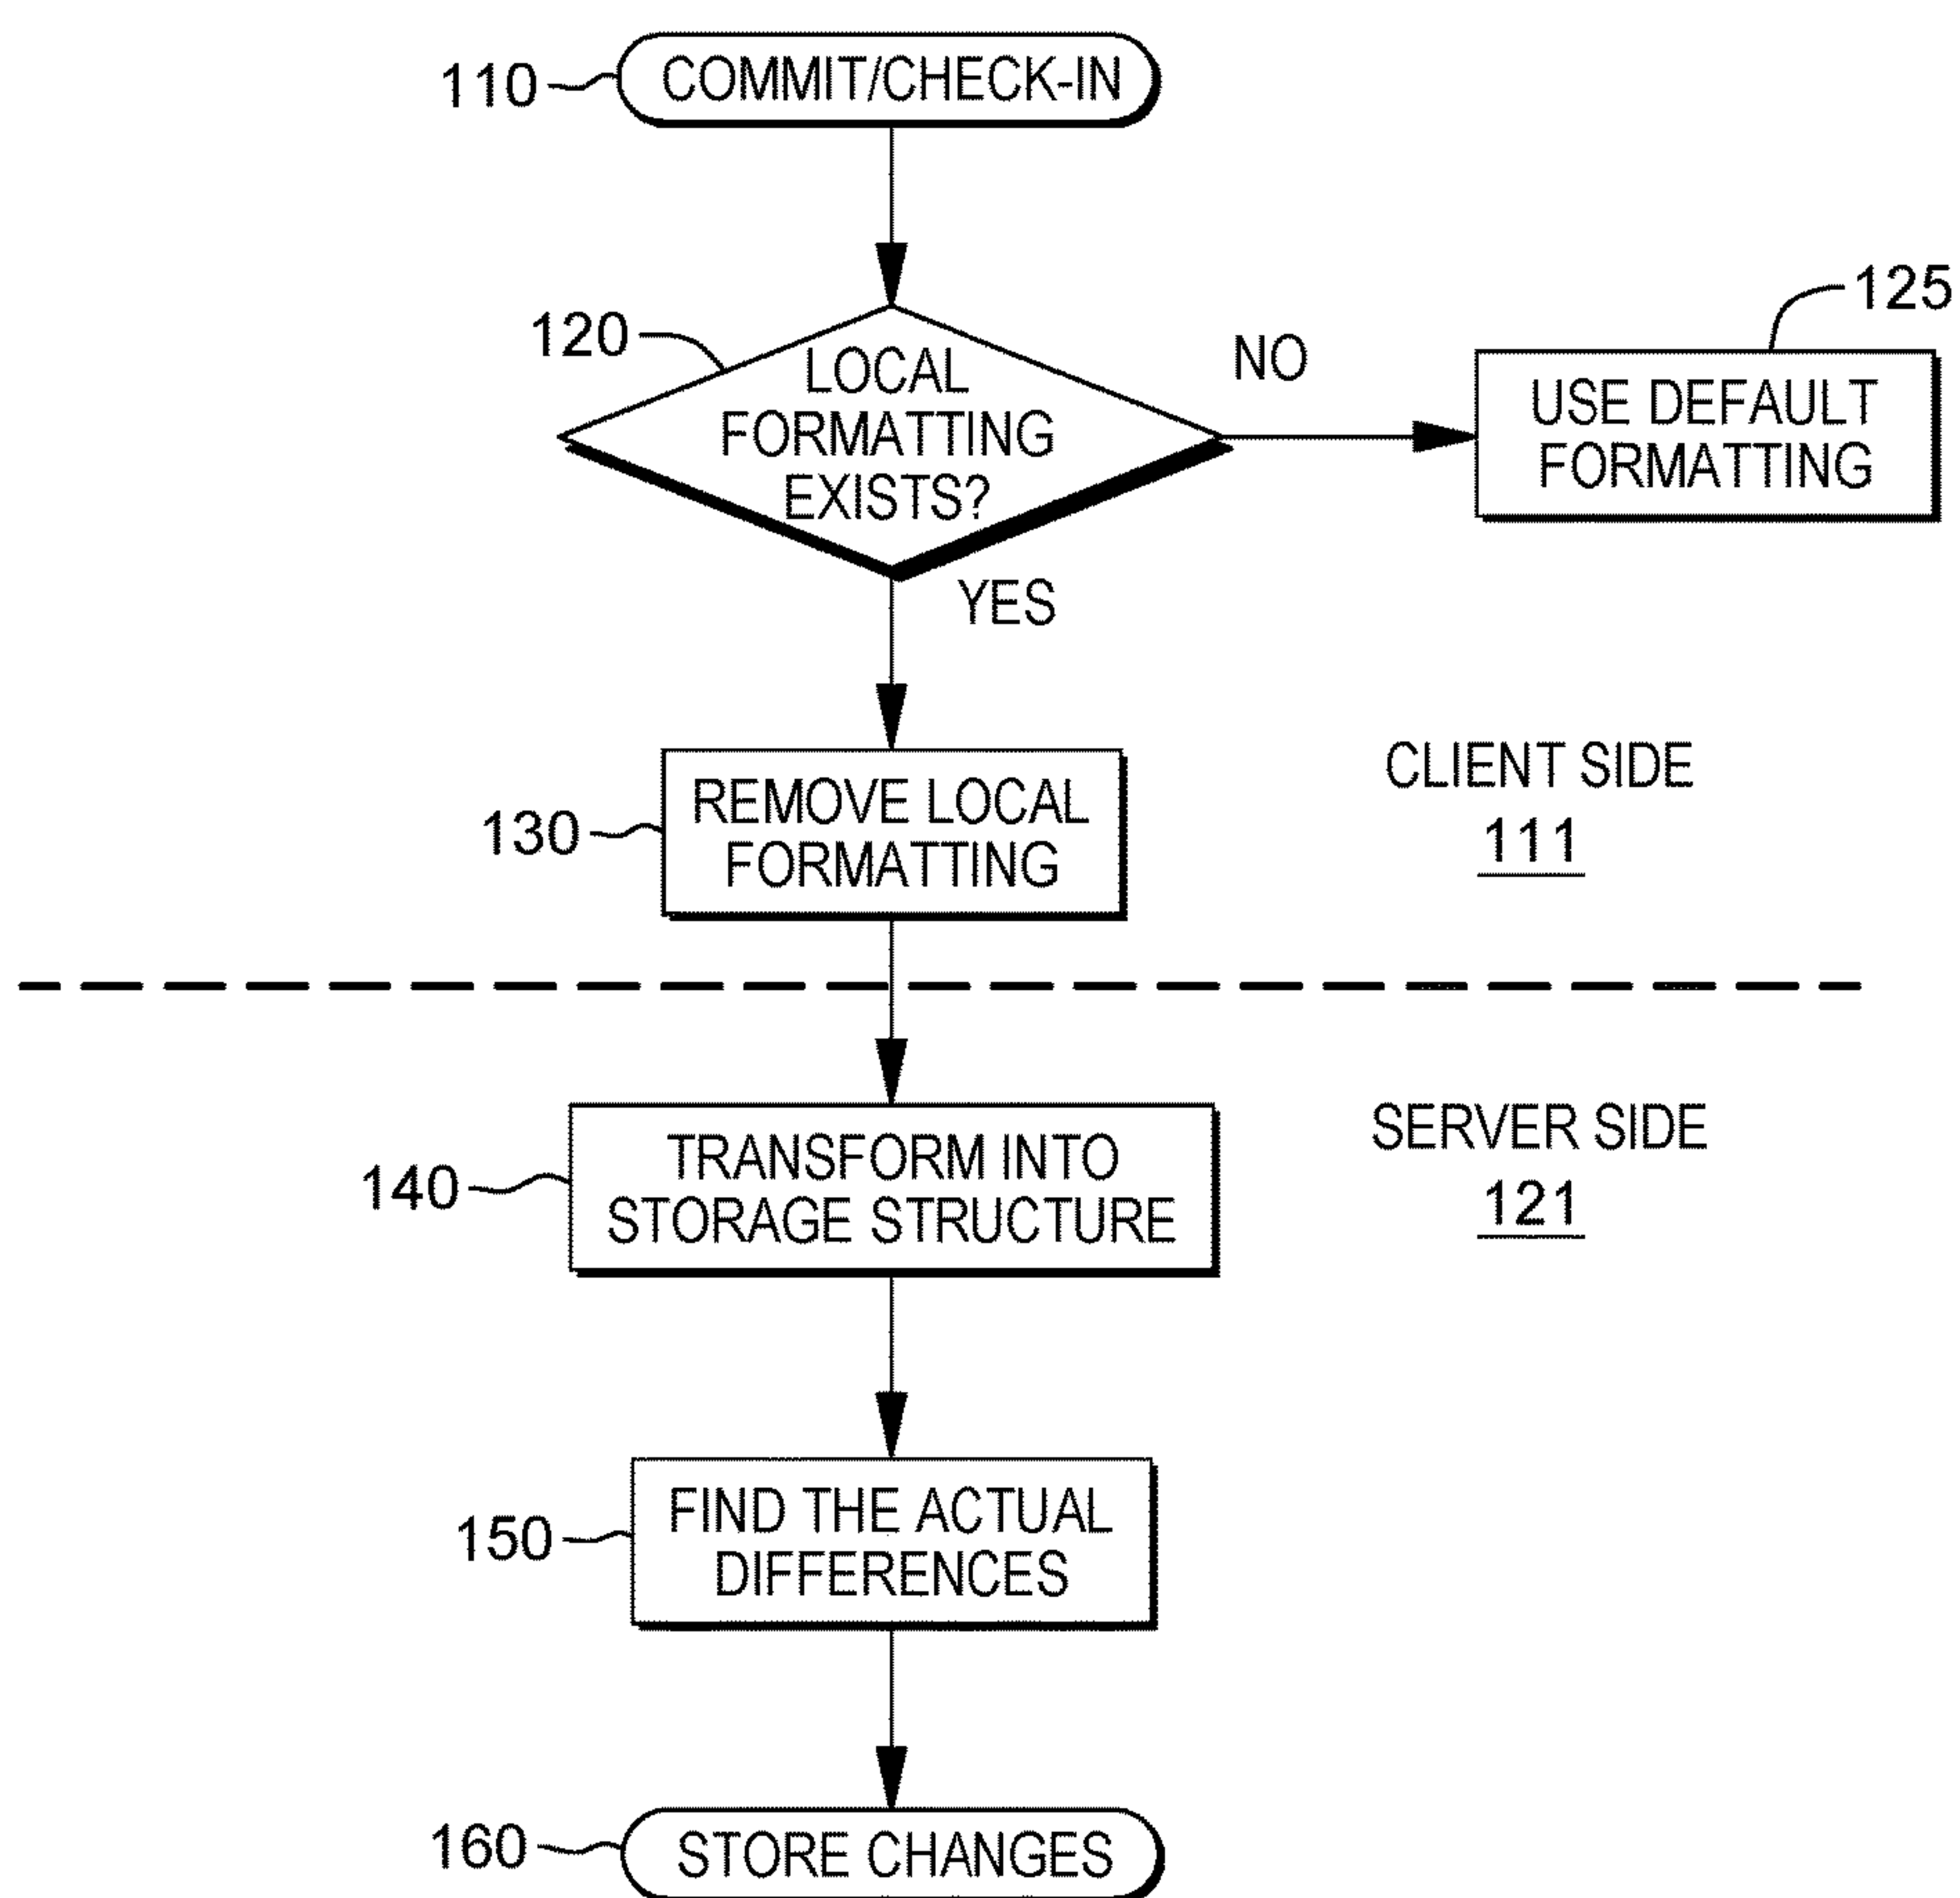 110
COMMIT/CHECK-IN
125
120
LOCAL
FORMATTING
EXISTS?
NO
USE DEFAULT
FORMATTING
YES
130
REMOVE LOCAL
FORMATTING
CLIENT SIDE
111
140
TRANSFORM INTO
STORAGE STRUCTURE
SERVER SIDE
121
150
FIND THE ACTUAL
DIFFERENCES
160
STORE CHANGES